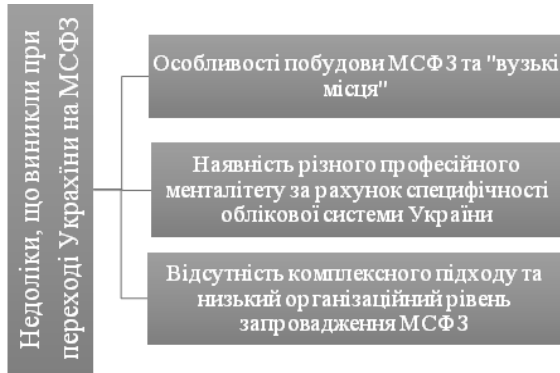 Недоліки, що виникли при
переході Украхїни на МСФЗ
Особливості побудови МСФЗ та "вузькі
місця"
Наявність різного професійного
менталітету за рахунок специфічності
облікової системи України
Відсутність комплексного підходу та
низький організаційний рівень
запровадження МСФЗ